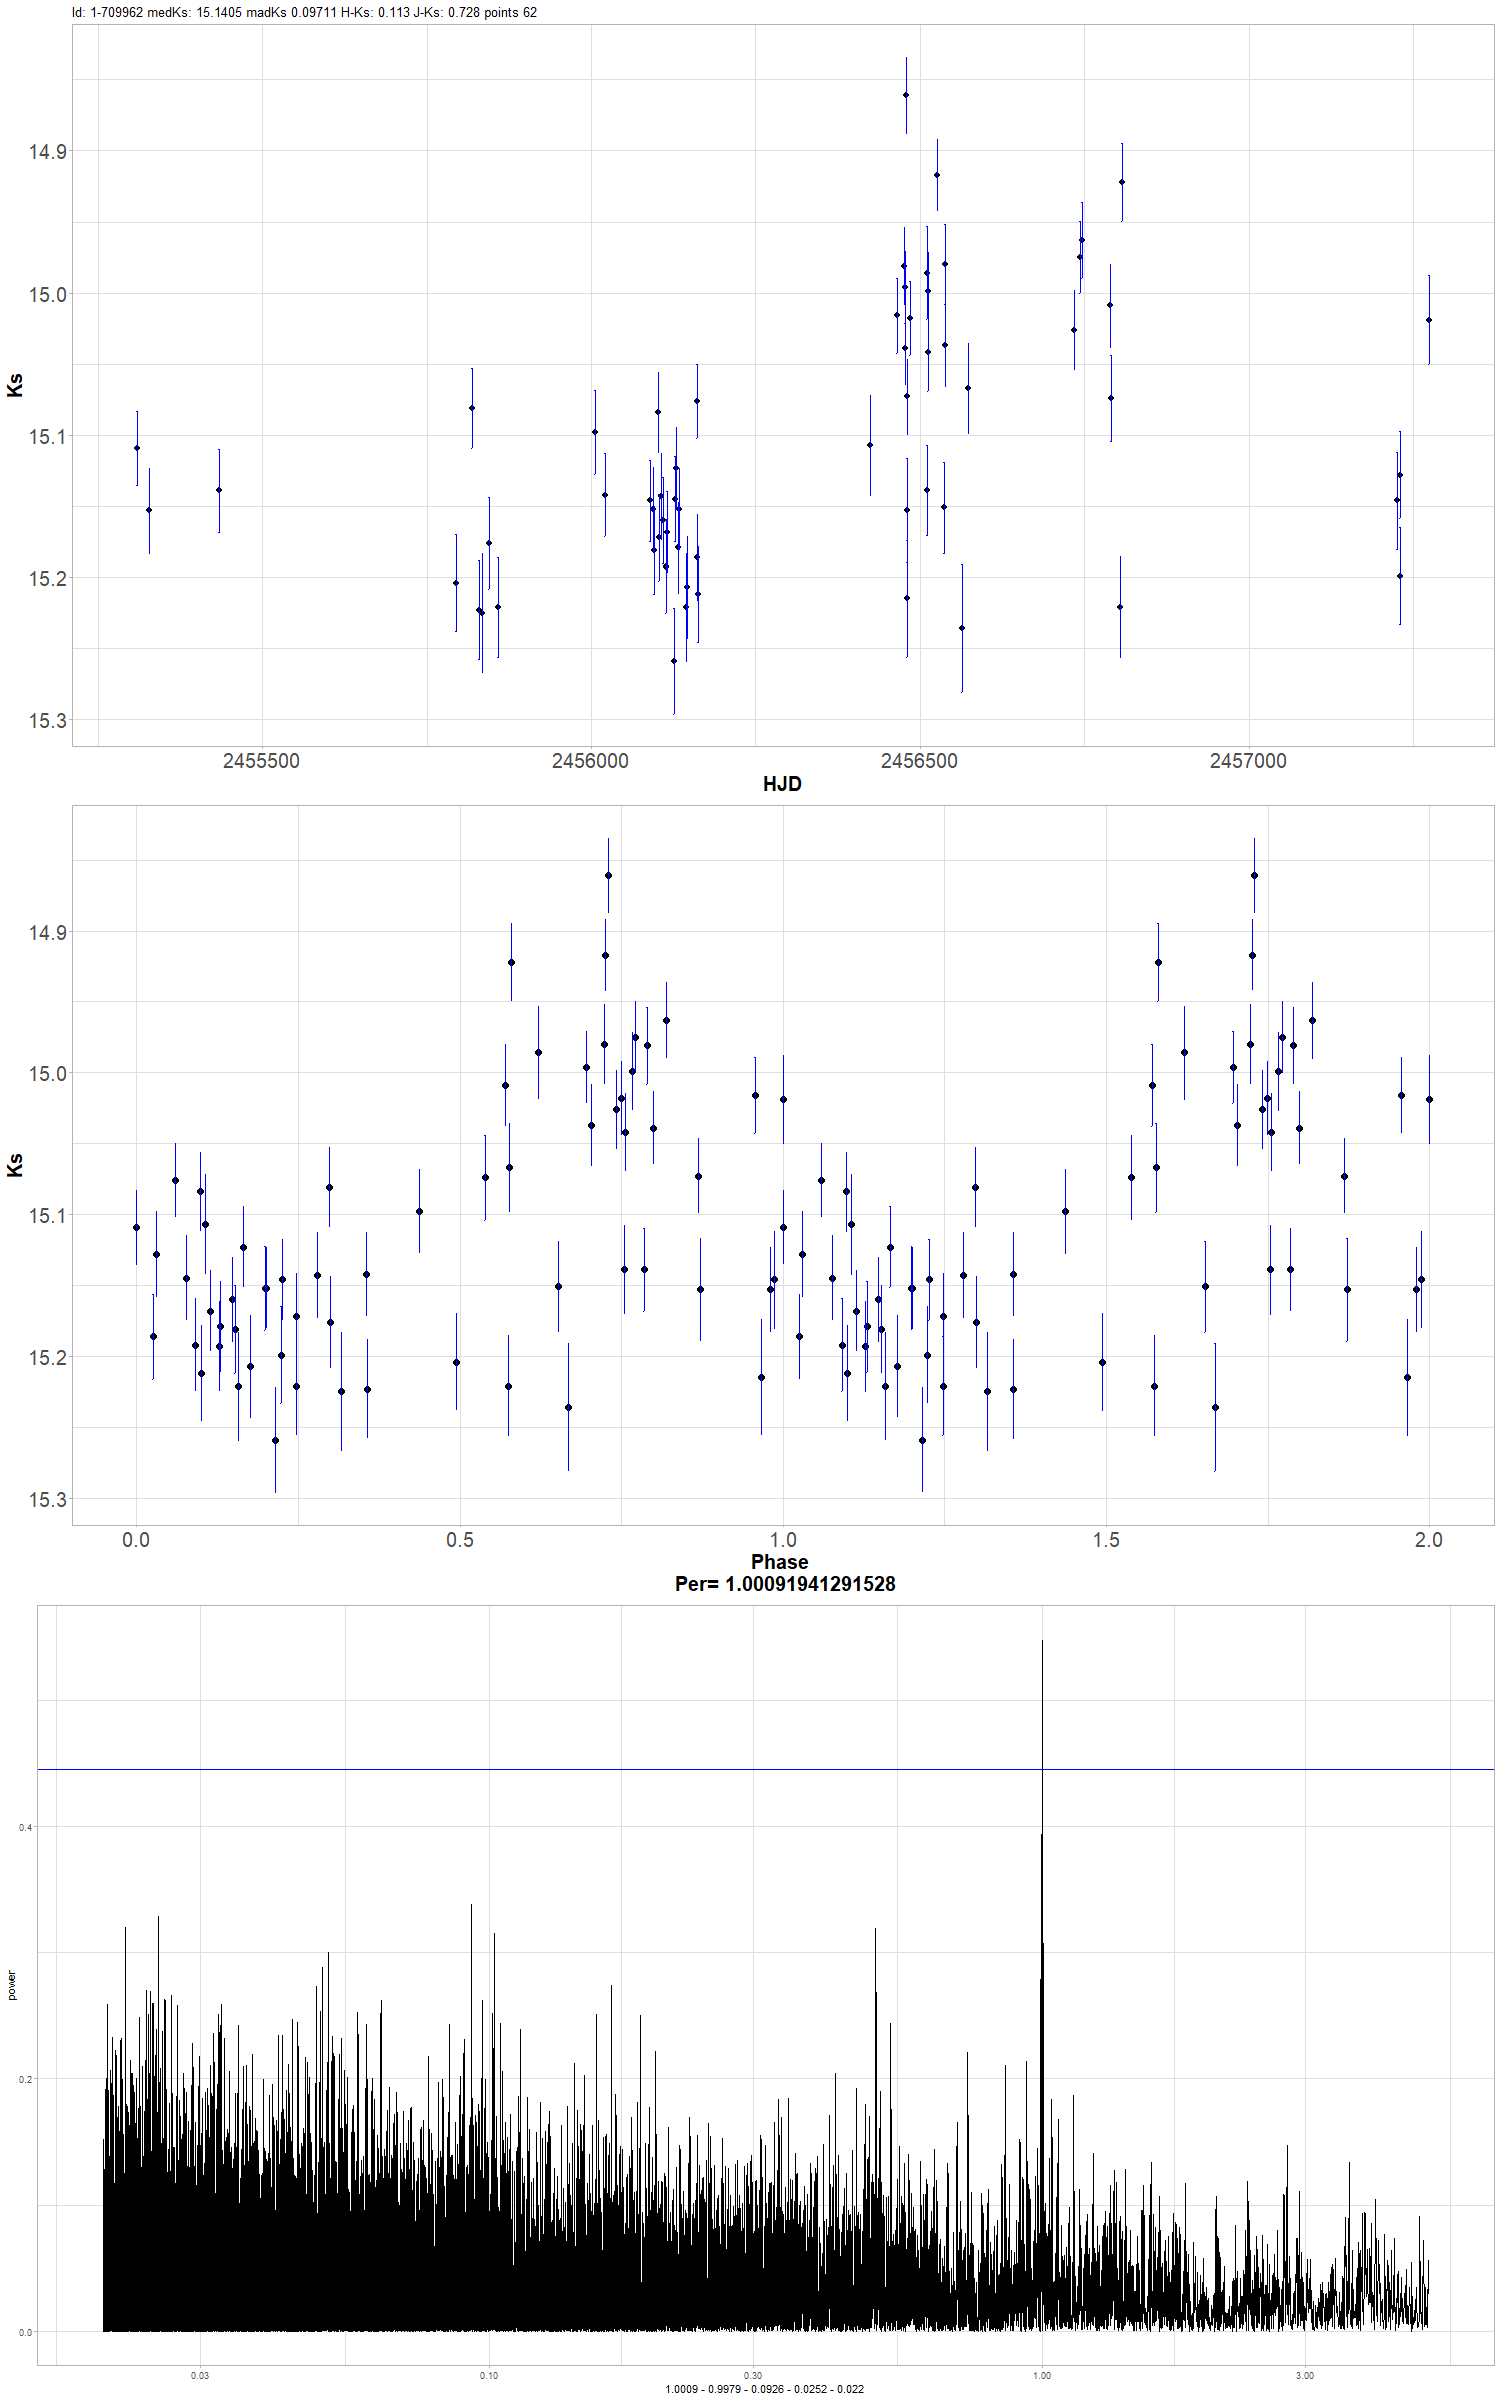 Id: 1-709962 medKs: 15.1405 madKs 0.09711 H-Ks: 0.113 J-Ks: 0.728 points 62
14.9
15.0
15.1
15.2
15.3
Ks
2455500 2456000 2456500 2457000
HJD
14.9
15.0
15.1
15.2
15.3
Ks
0.0 0.5 1.0 1.5 2.0
Phase
Per= 1.00091941291528
0.4
0.2
0.0
power
0.03 0.10 0.30 1.00 3.00
1.0009 - 0.9979 - 0.0926 - 0.0252 - 0.022